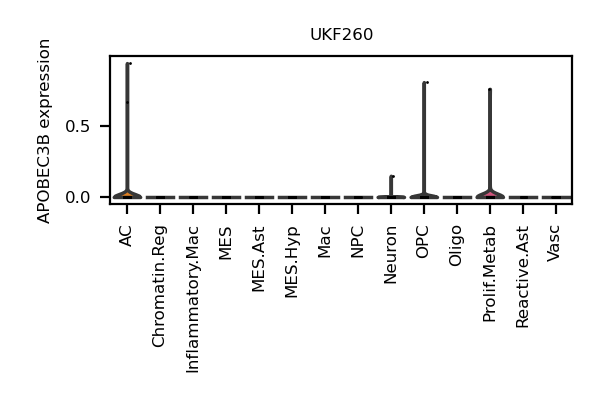 UKF260
APOBEC3B expression
0.5
0.0
AC
Chromatin.Reg
Inflammatory.Mac
MES
MES.Ast
MES.Hyp
Mac
NPC
Neuron
OPC
Oligo
Prolif.Metab
Reactive.Ast
Vasc